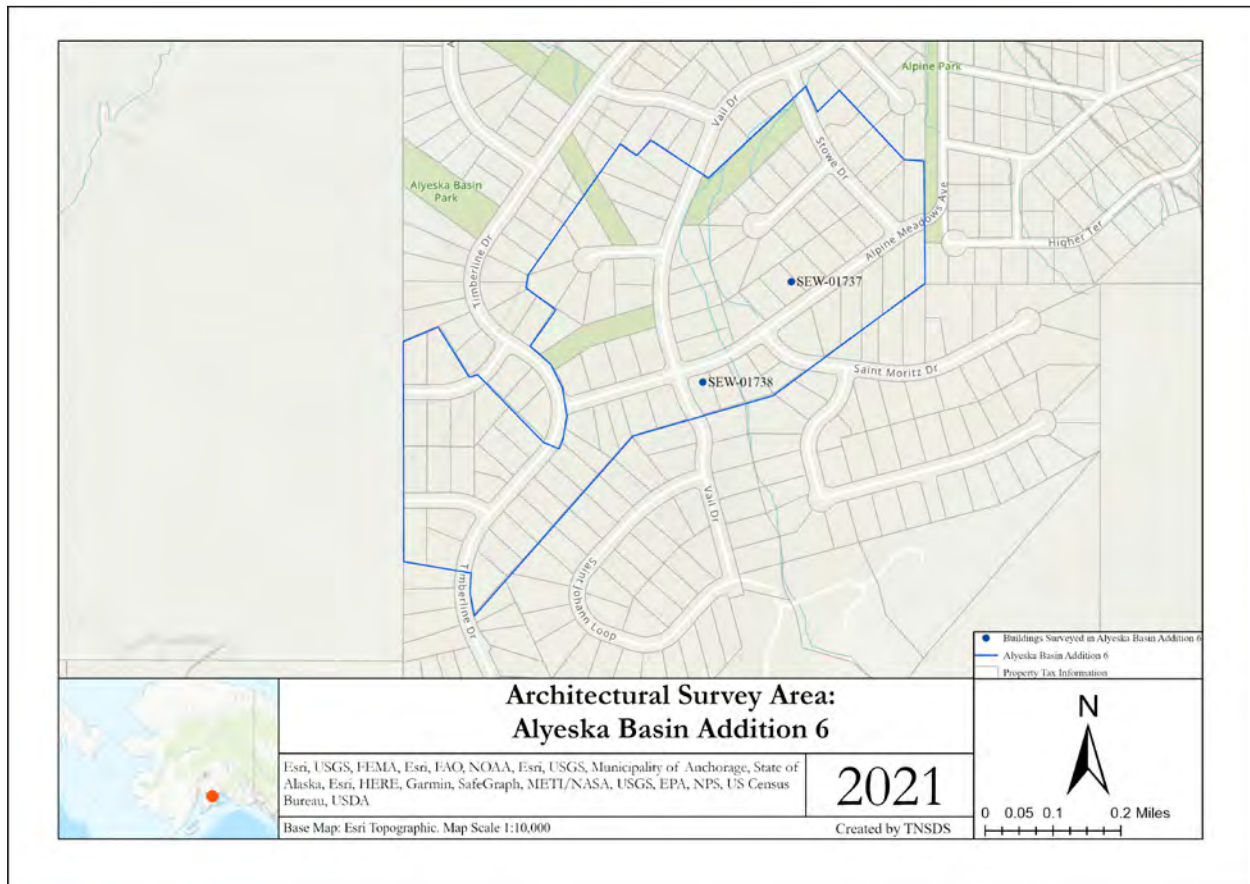 Alpine Park
Vail Dr
Stowe Dr
Alyeska Basin
Park
Alpine Meadows Ave
Higher Ter
Timberline Dr
SEW-01737
Saint Moritz Dr
SEW-01738
Vail Dr
Saint Johann Loop
Timberline Dr
Buildings Surveyed in Alyeska Basin Addition 6
Alyeska Basin Addition 6
Property Tax Information
Architectural Survey Area:
Alyeska Basin Addition 6
Esri, USGS, FEMA, Esri, FAO, NOAA, Esri, USGS, Municipality of Anchorage, State of
Alaska, Esri, HERE, Garmin, SafeGraph, METI/NASA, USGS, EPA, NPS, US Census
Bureau, USDA
Base Map: Esri Topographic. Map Scale 1:10,000
2021
Created by TNSDS
N
0 0.05 0.1 0.2 Miles